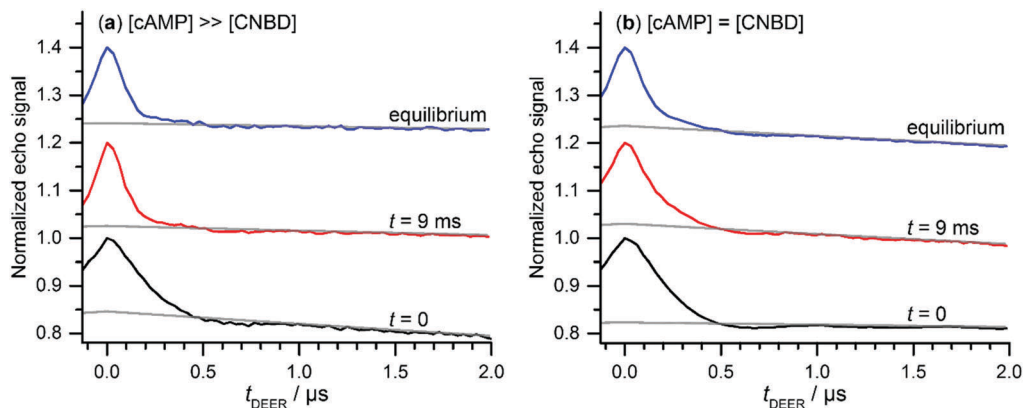 (a) [cAMP] >> [CNBD]
1.4
1.3
1.2
1.1
1.0
0.9
0.8
Normalized echo signal
equilibrium
t = 9 ms
t = 0
0.0 0.5 1.0 1.5 2.0
tDEER / μs
(b) [cAMP] = [CNBD]
1.4
1.3
1.2
1.1
1.0
0.9
0.8
Normalized echo signal
equilibrium
t = 9 ms
t = 0
0.0 0.5 1.0 1.5 2.0
tDEER / μs